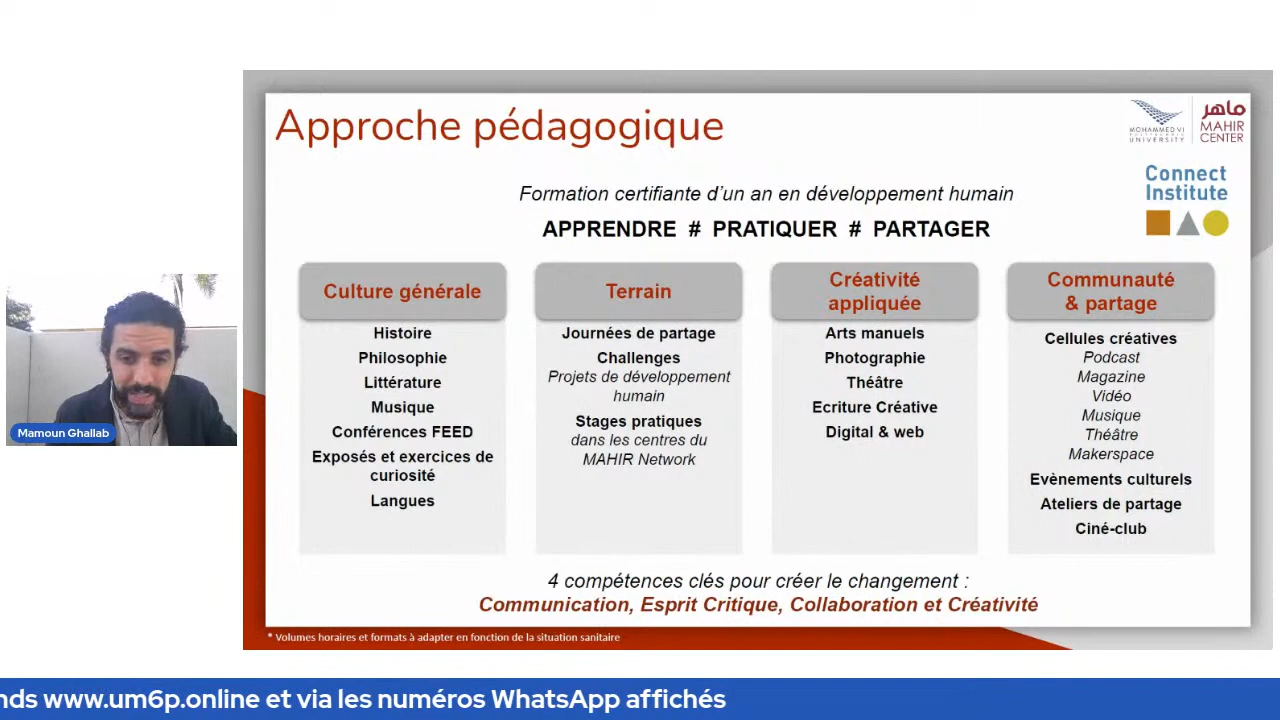 Approche pédagogique
MOHAMMED VI
POLYTECHNIC
UNIVERSITY
ماهر
MAHIR
CENTER
Connect
Institute
Formation certifiante d’un an en développement humain
APPRENDRE # PRATIQUER # PARTAGER
Culture générale
Histoire
Philosophie
Littérature
Musique
Conférences FEED
Exposés et exercices de
curiosité
Langues
Terrain
Journées de partage
Challenges
Projets de développement
humain
Stages pratiques
dans les centres du
MAHIR Network
Créativité
appliquée
Arts manuels
Photographie
Théâtre
Ecriture Créative
Digital & web
Communauté
& partage
Cellules créatives
Podcast
Magazine
Vidéo
Musique
Théâtre
Makerspace
Evènements culturels
Ateliers de partage
Ciné-club
4 compétences clés pour créer le changement :
Communication, Esprit Critique, Collaboration et Créativité
* Volumes horaires et formats à adapter en fonction de la situation sanitaire
Mamoun Ghallab
nds www.um6p.online et via les numéros WhatsApp affichés